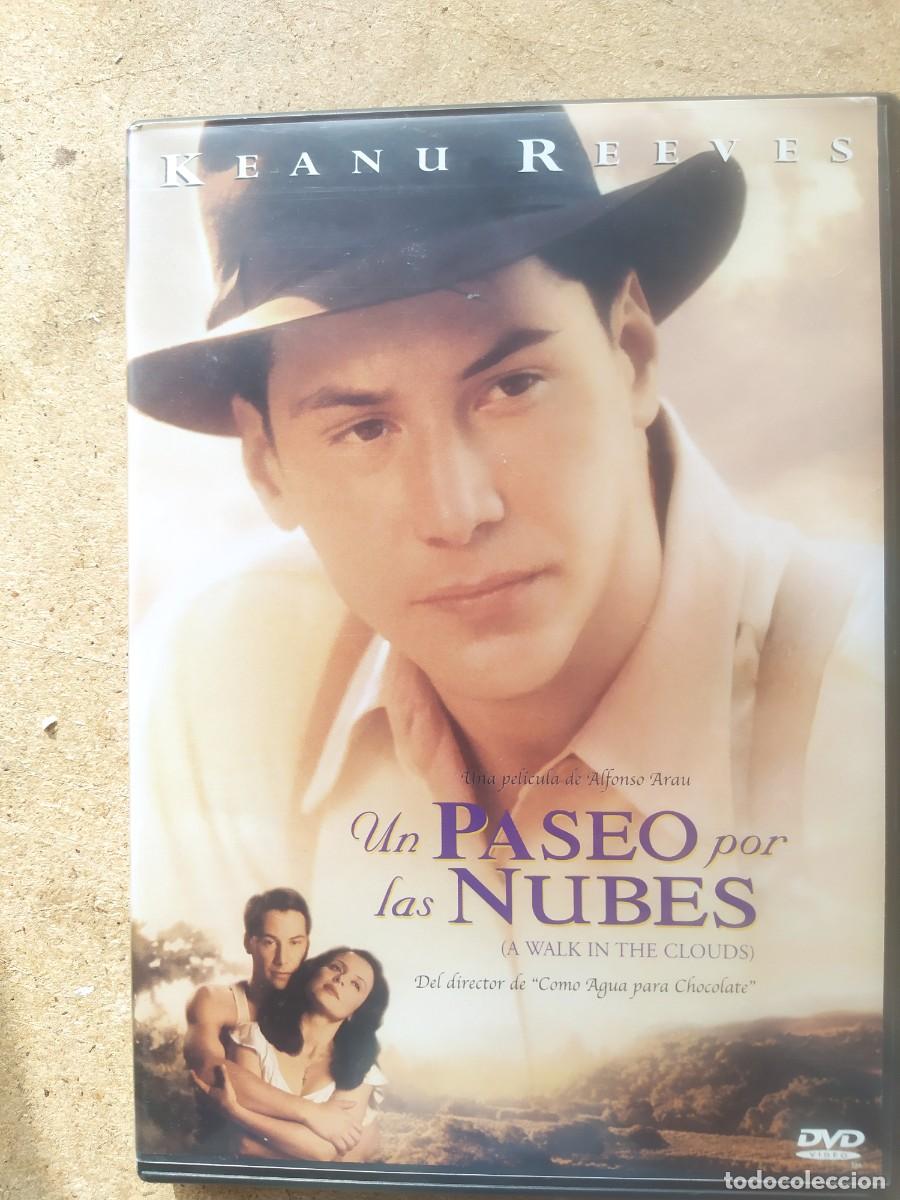 KEANU REEVES
Una película de Alfonso Arau
Un PASEO por
las NUBES
(A WALK IN THE CLOUDS)
Del director de "Como Agua para Chocolate"
DVD
VIDEO
todocoleccion